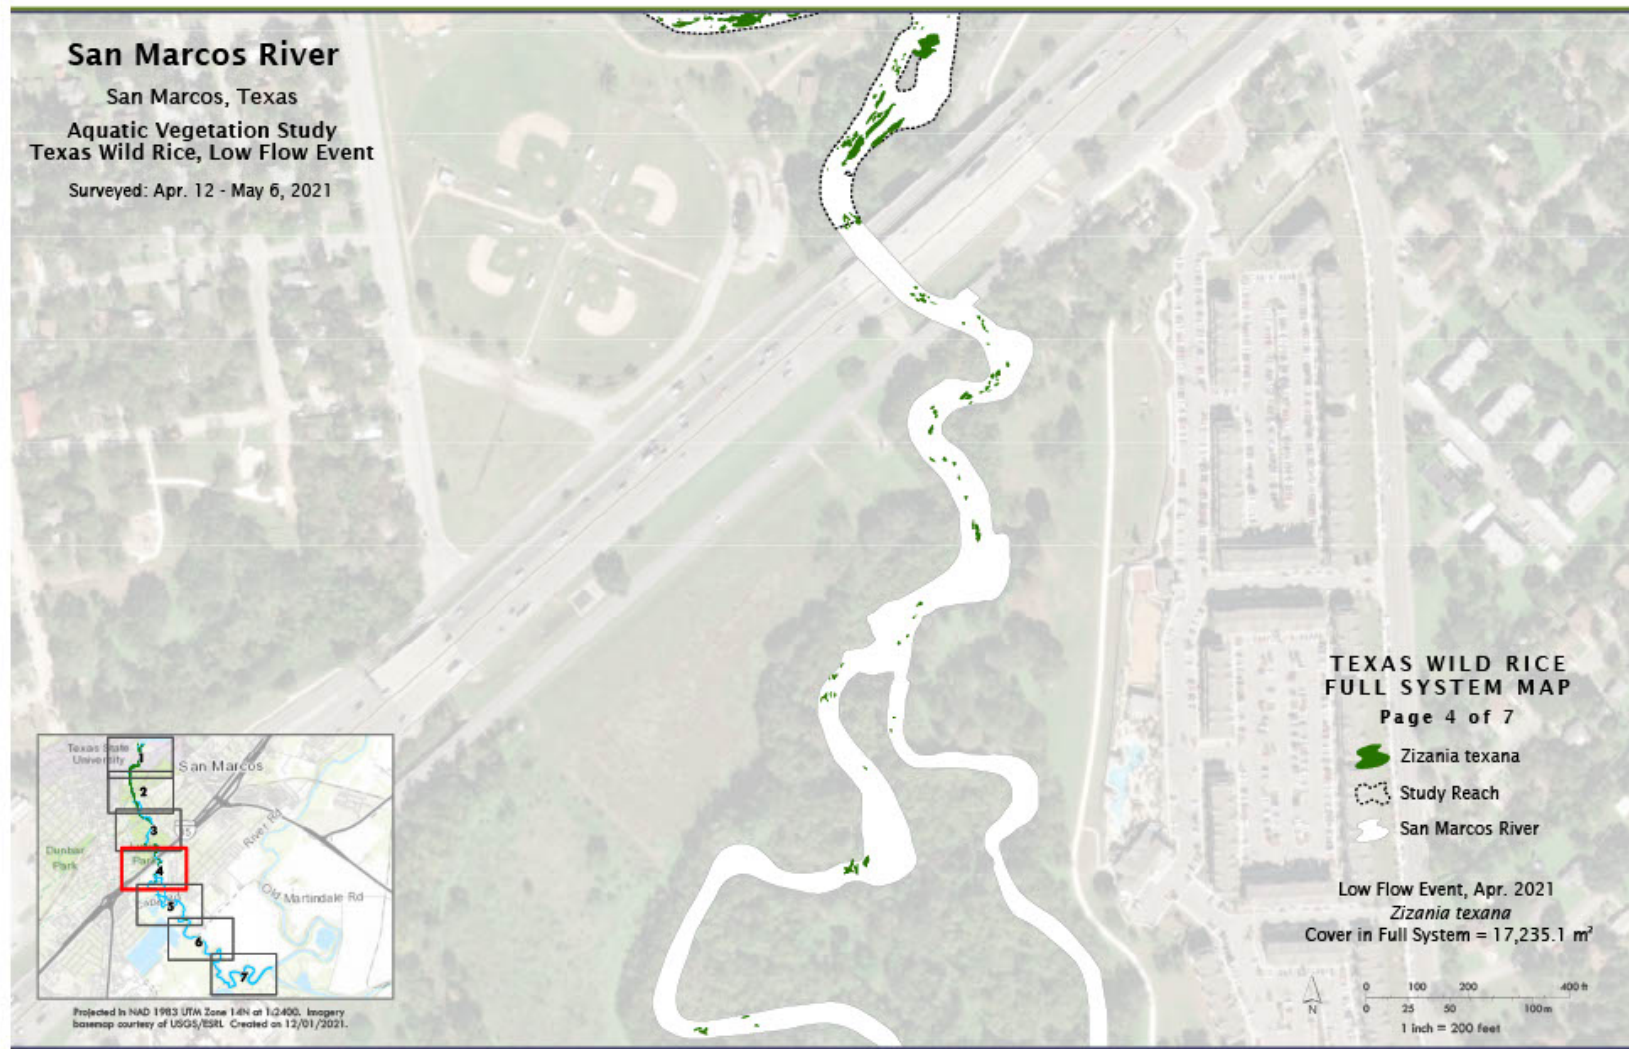 San Marcos River
San Marcos, Texas
Aquatic Vegetation Study
Texas Wild Rice, Low Flow Event
Surveyed: Apr. 12 - May 6, 2021
TEXAS WILD RICE
FULL SYSTEM MAP
Page 4 of 7
Zizania texana
Study Reach
San Marcos River
Low Flow Event, Apr. 2021
Zizania texana
Cover in Full System = 17,235.1 m²
0 100 200 400 ft
0 25 50 100 m
N
1 inch = 200 feet
Texas State
University
San Marcos
1
2
3
River Rd
Dunbar
Park
4
Old Martindale Rd
5
6
7
Projected in NAD 1983 UTM Zone 14N at 1:2400. Imagery
basemap courtesy of USGS/ESRI. Created on 12/01/2021.